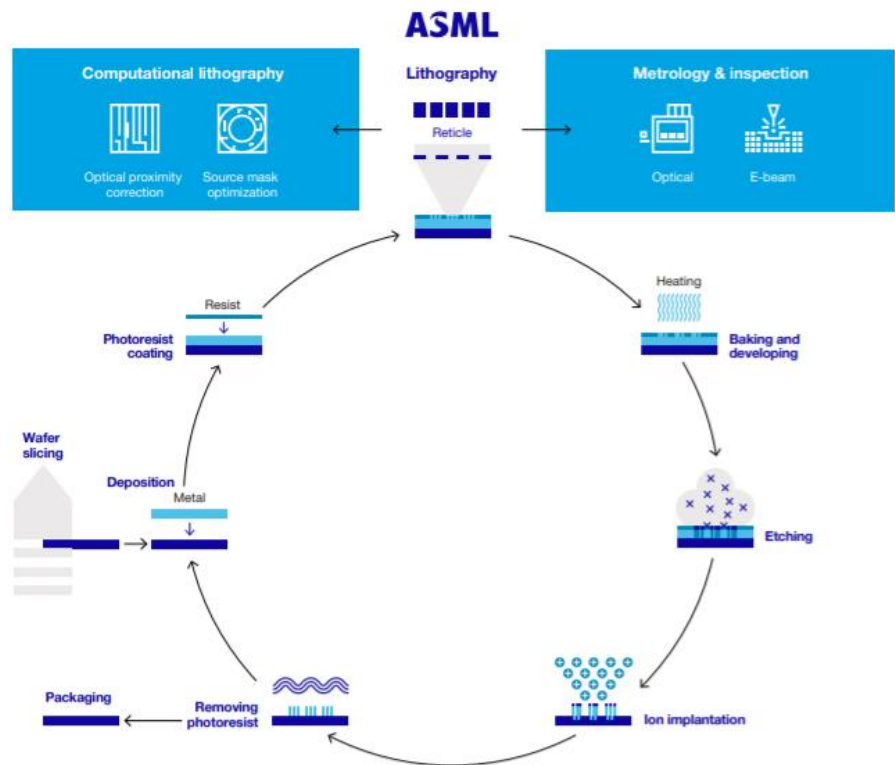 ASML
Computational lithography
Optical proximity
correction
Source mask
optimization
Lithography
Reticle
Metrology & inspection
Optical
E-beam
Heating
Baking and
developing
Resist
Photoresist
coating
Wafer
slicing
Deposition
Metal
Etching
Ion implantation
Removing
photoresist
Packaging